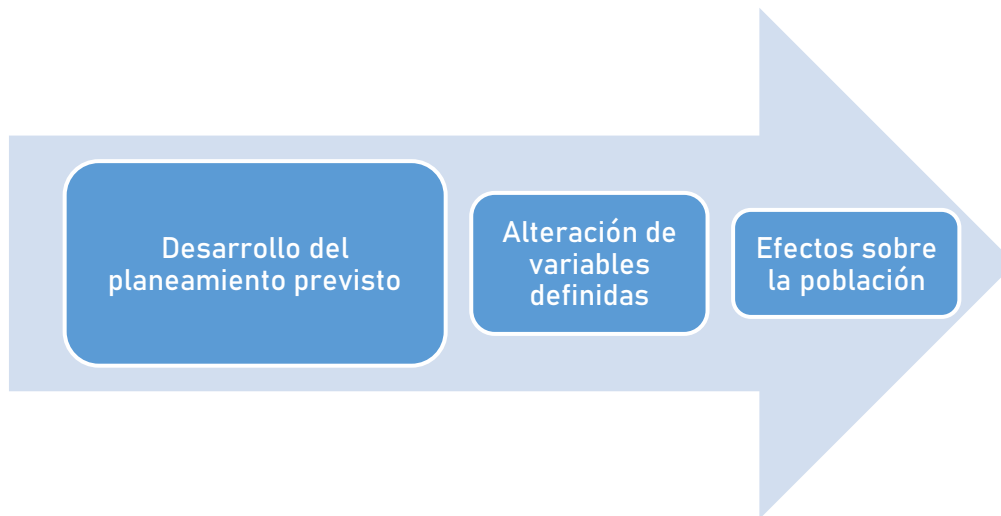 Desarrollo del
planeamiento previsto
Alteración de
variables
definidas
Efectos sobre
la población